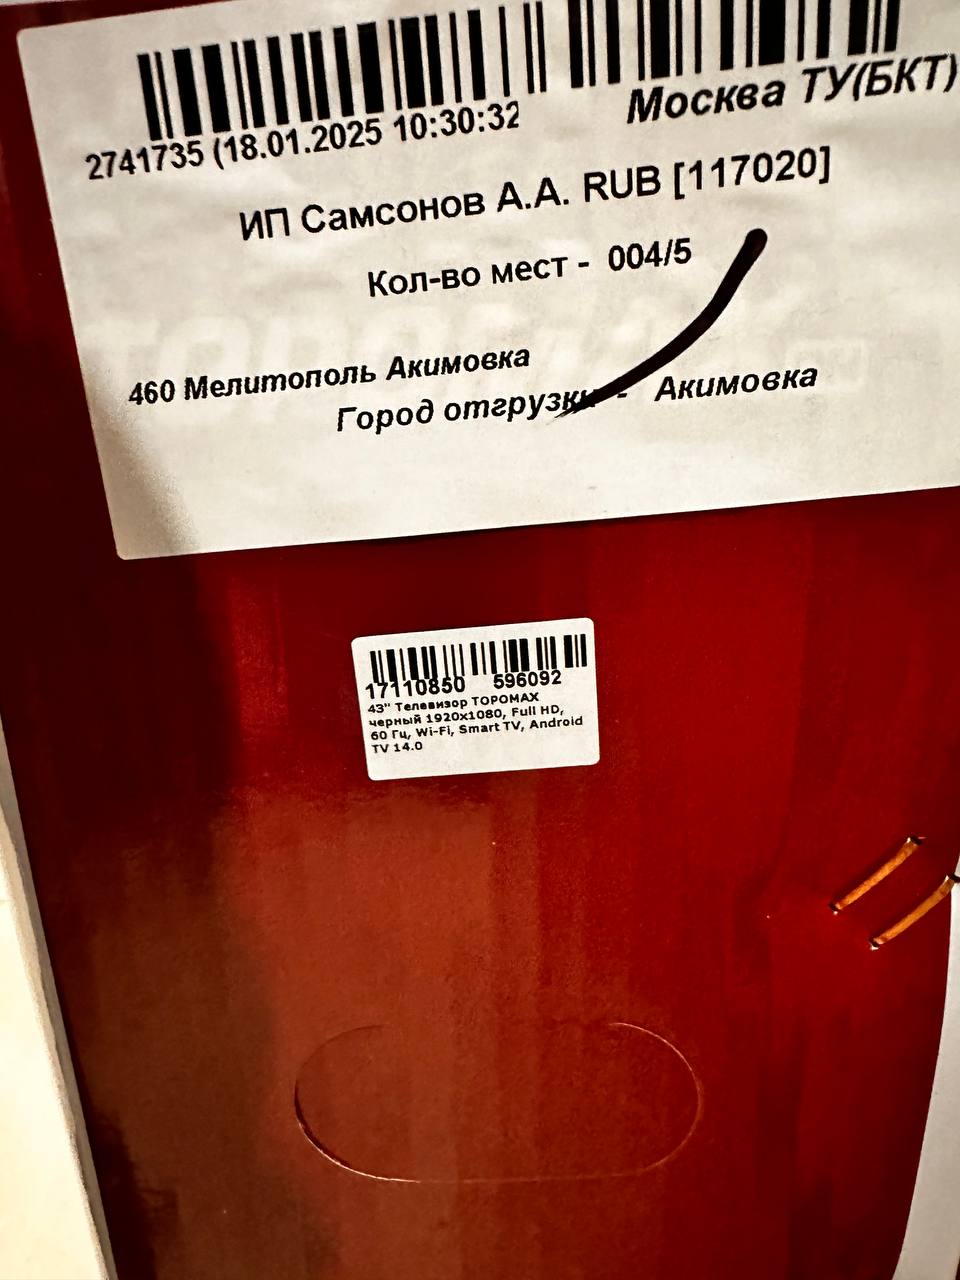 Москва ТУ(БКТ)
2741735 (18.01.2025 10:30:32
ИП Самсонов А.А. RUB [117020]
Кол-во мест - 004/5
460 Мелитополь Акимовка
Город отгрузки - Акимовка
17110850 596092
43" Телевизор TOPOMAX
черный 1920x1080, Full HD,
60 Гц, Wi-Fi, Smart TV, Android
TV 14.0